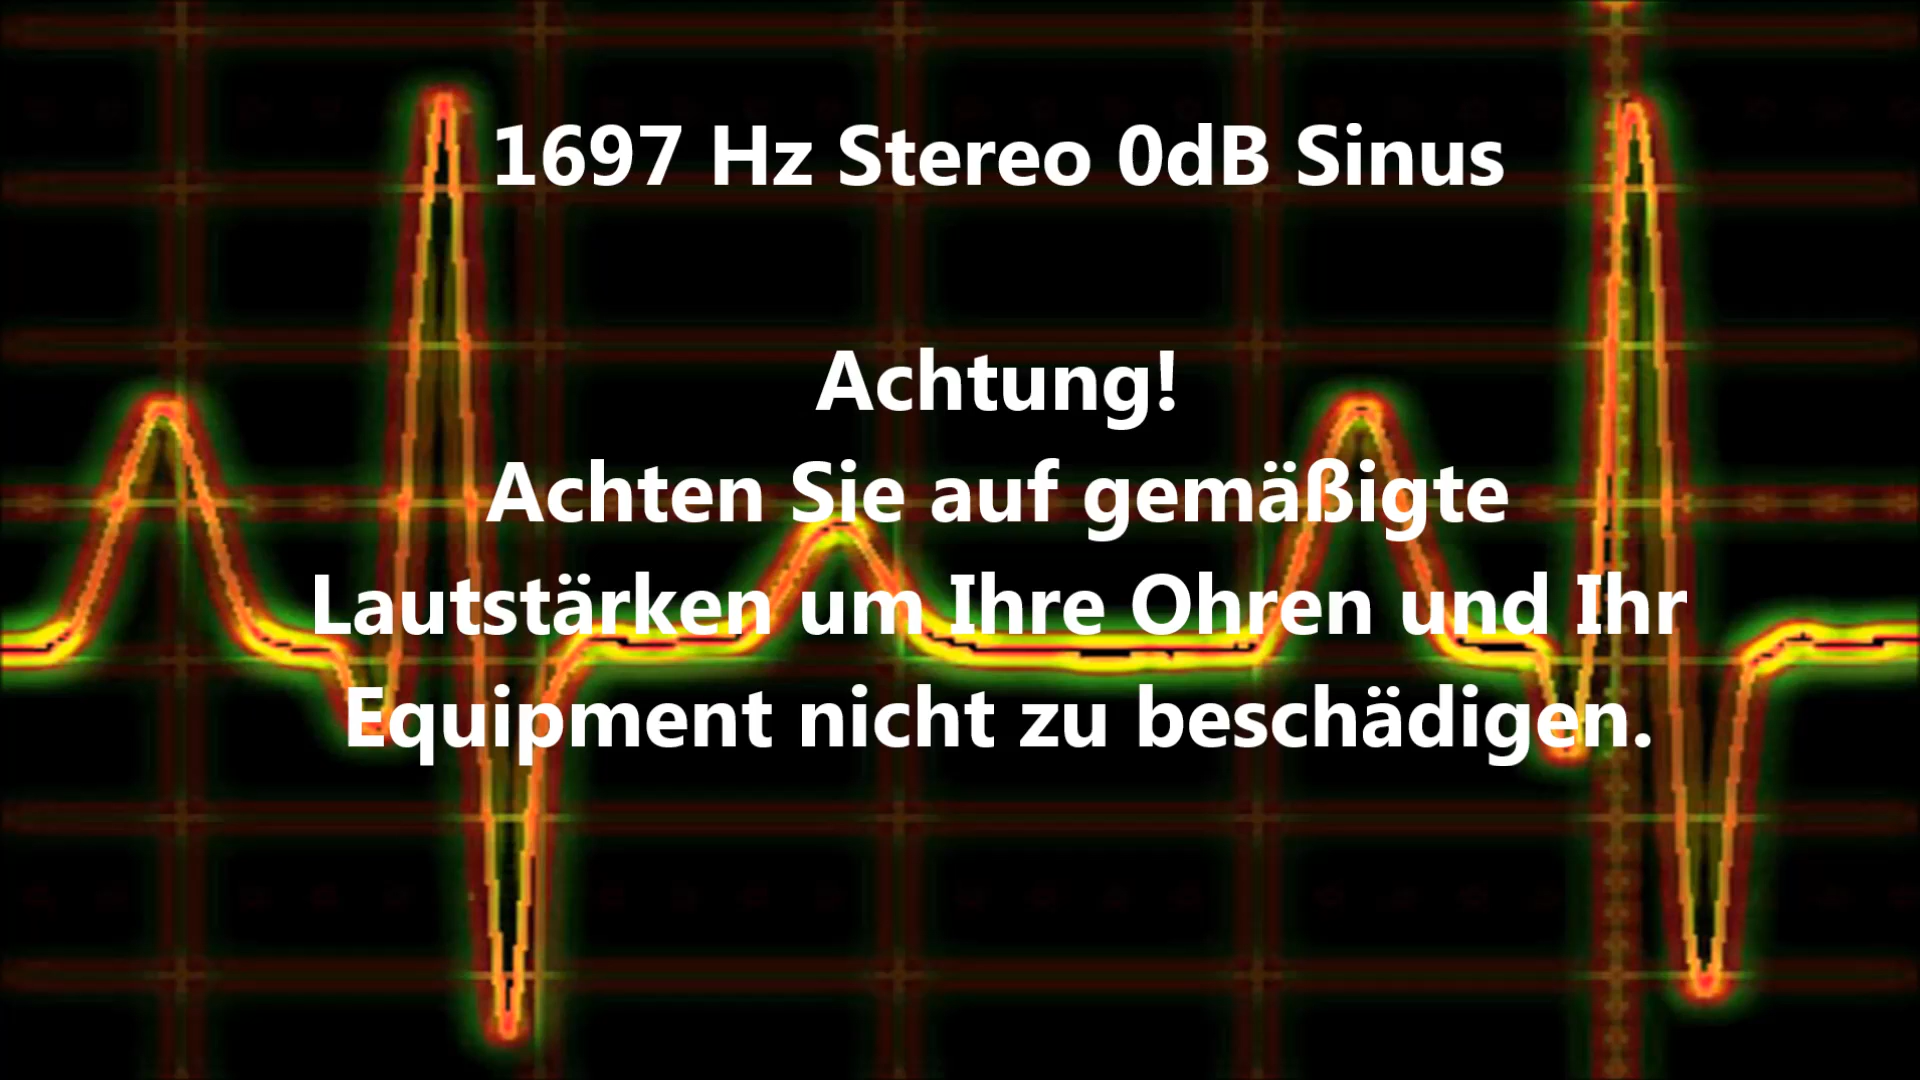 1697 Hz Stereo 0dB Sinus
Achtung!
Achten Sie auf gemäßigte
Lautstärken um Ihre Ohren und Ihr
Equipment nicht zu beschädigen.